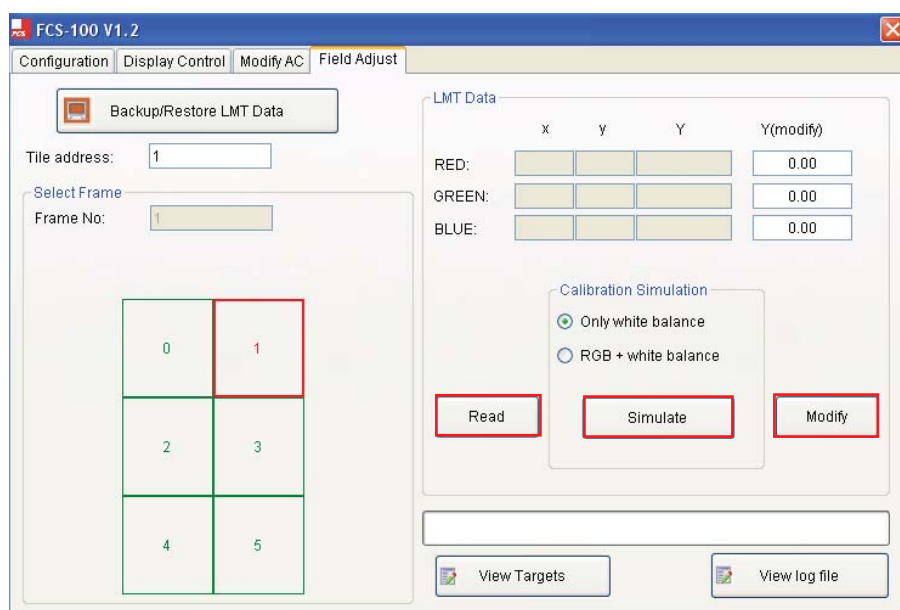 FCS FCS-100 V1.2
Configuration Display Control Modify AC Field Adjust
Backup/Restore LMT Data
Tile address: 1
Select Frame
Frame No: 1
0 1
2 3
4 5
LMT Data
x y Y Y(modify)
RED: 0.00
GREEN: 0.00
BLUE: 0.00
Calibration Simulation
Only white balance
RGB + white balance
Read Simulate Modify
View Targets View log file